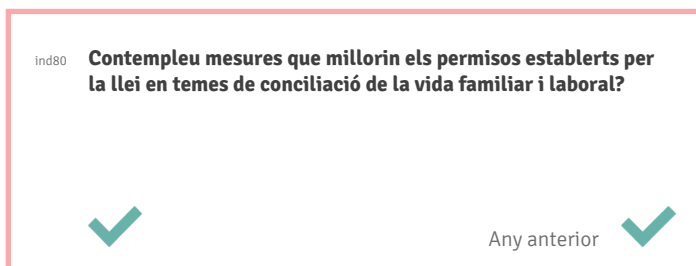 ind80 Contempleu mesures que millorin els permisos establerts per
la llei en temes de conciliació de la vida familiar i laboral?
Any anterior